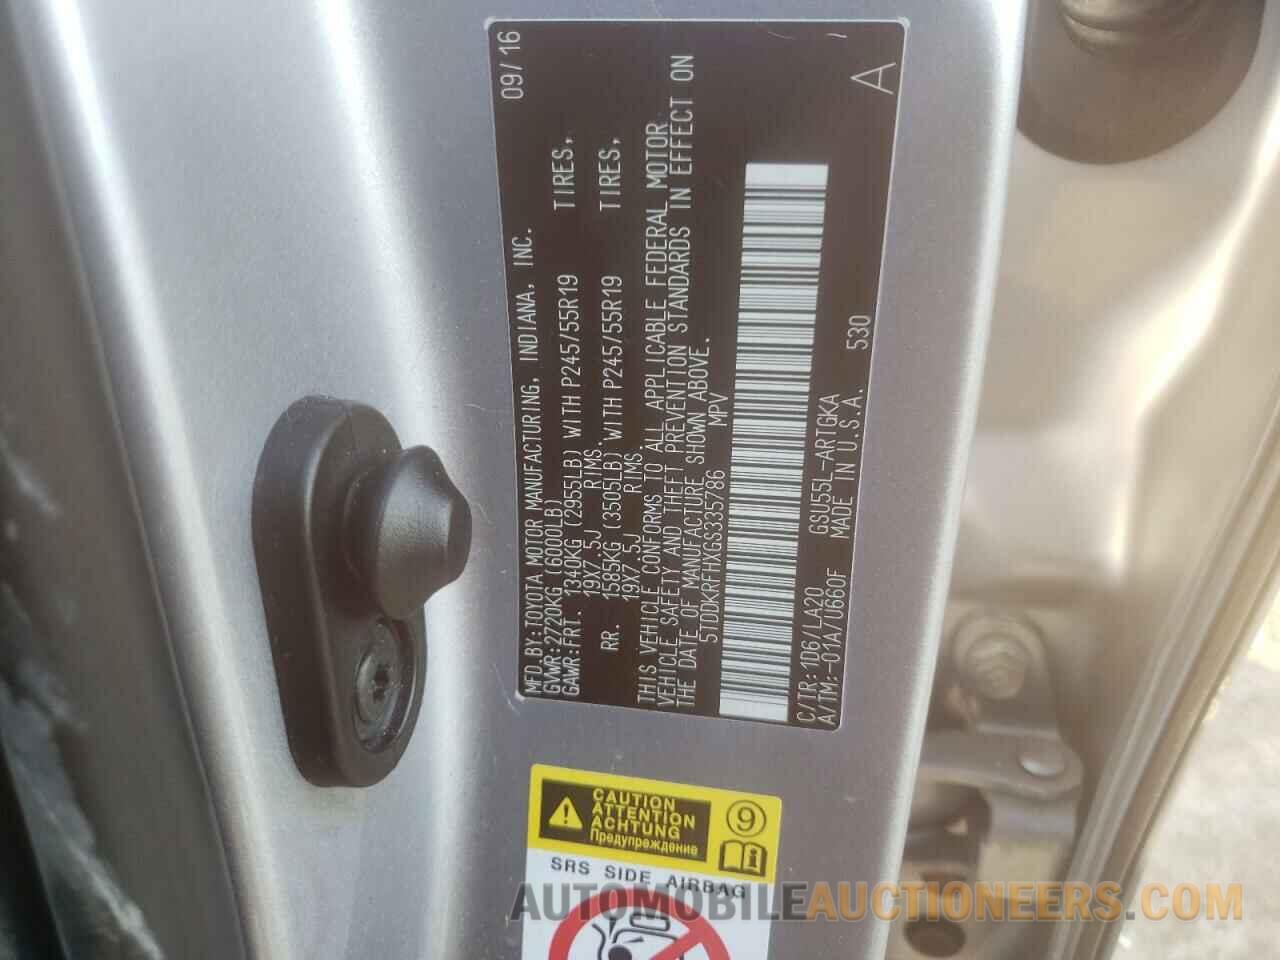 MFD.BY:TOYOTA MOTOR MANUFACTURING, INDIANA, INC. 09/16
GVWR:2720KG(6000LB)
GAWR:FRT. 1340KG (2955LB) WITH P245/55R19 TIRES,
19X7.5J RIMS.
RR. 1585KG (3505LB) WITH P245/55R19 TIRES,
19X7.5J RIMS.
THIS VEHICLE CONFORMS TO ALL APPLICABLE FEDERAL MOTOR
VEHICLE SAFETY AND THEFT PREVENTION STANDARDS IN EFFECT ON
THE DATE OF MANUFACTURE SHOWN ABOVE.
5TDDKRFHXGS335786 MPV
C/TR:1D6/LA20 GSU55L-ARTGKA 530
A/TM:-01A/U660F MADE IN U.S.A.
A
CAUTION
ATTENTION
ACHTUNG
Предупреждение
9
SRS SIDE AIRBAG
AUTOMOBILEAUCTIONEERS.COM